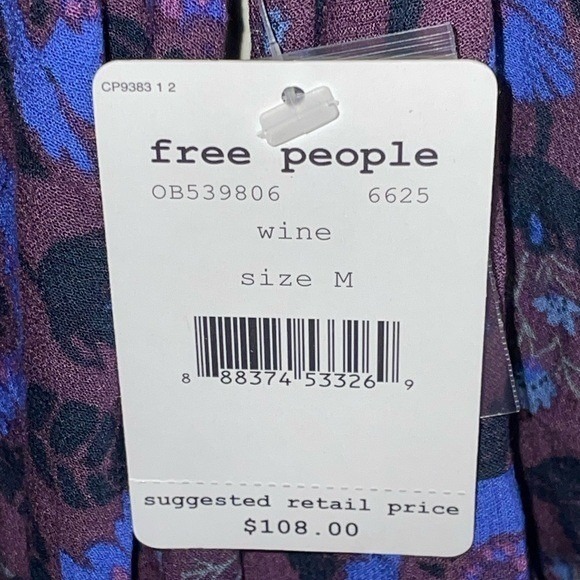 CP9383 1 2
free people
OB539806 6625
wine
size M
8 88374 53326 9
suggested retail price
$108.00